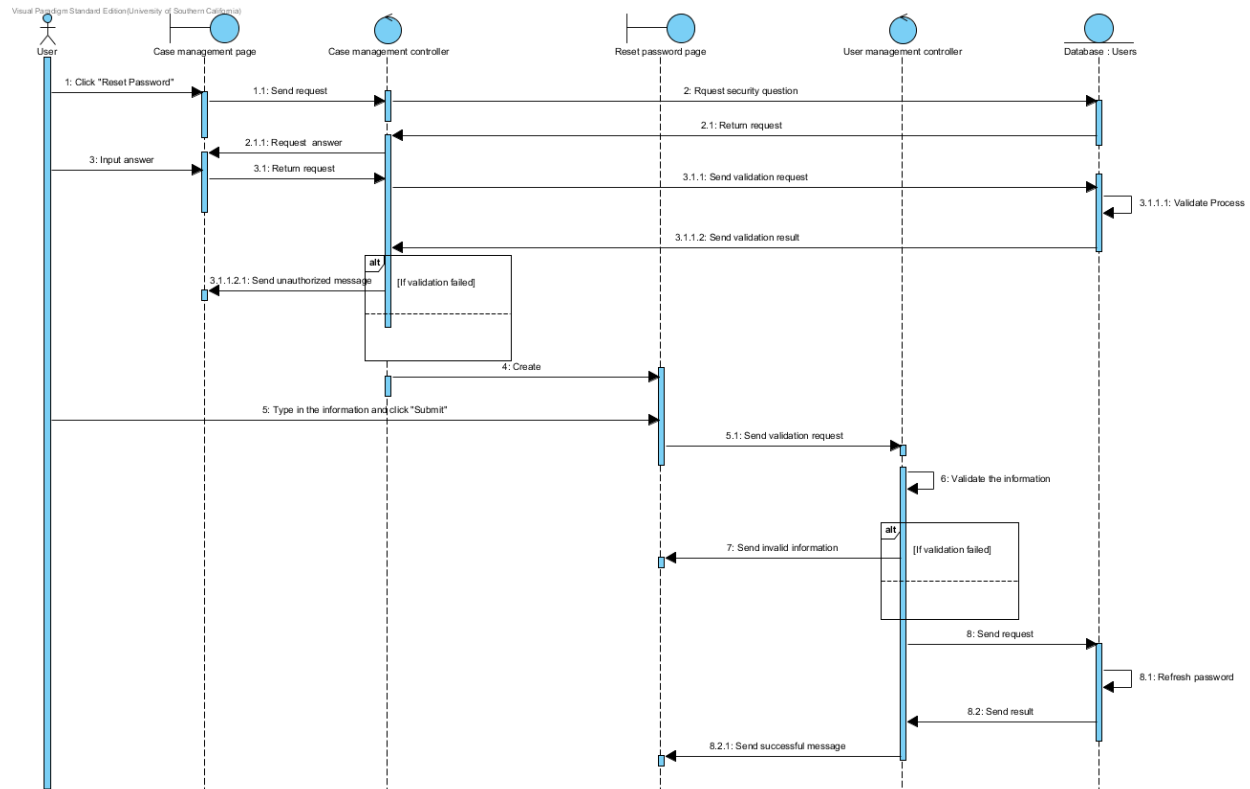 Visual Paradigm Standard Edition(University of Southern California)
User
Case management page
Case management controller
Reset password page
User management controller
Database : Users
1: Click "Reset Password"
1.1: Send request
2: Rquest security question
2.1: Return request
2.1.1: Request answer
3: Input answer
3.1: Return request
3.1.1: Send validation request
3.1.1.1: Validate Process
3.1.1.2: Send validation result
alt
3.1.1.2.1: Send unauthorized message
[If validation failed]
4: Create
5: Type in the information and click "Submit"
5.1: Send validation request
6: Validate the information
alt
7: Send invalid information
[If validation failed]
8: Send request
8.1: Refresh password
8.2: Send result
8.2.1: Send successful message